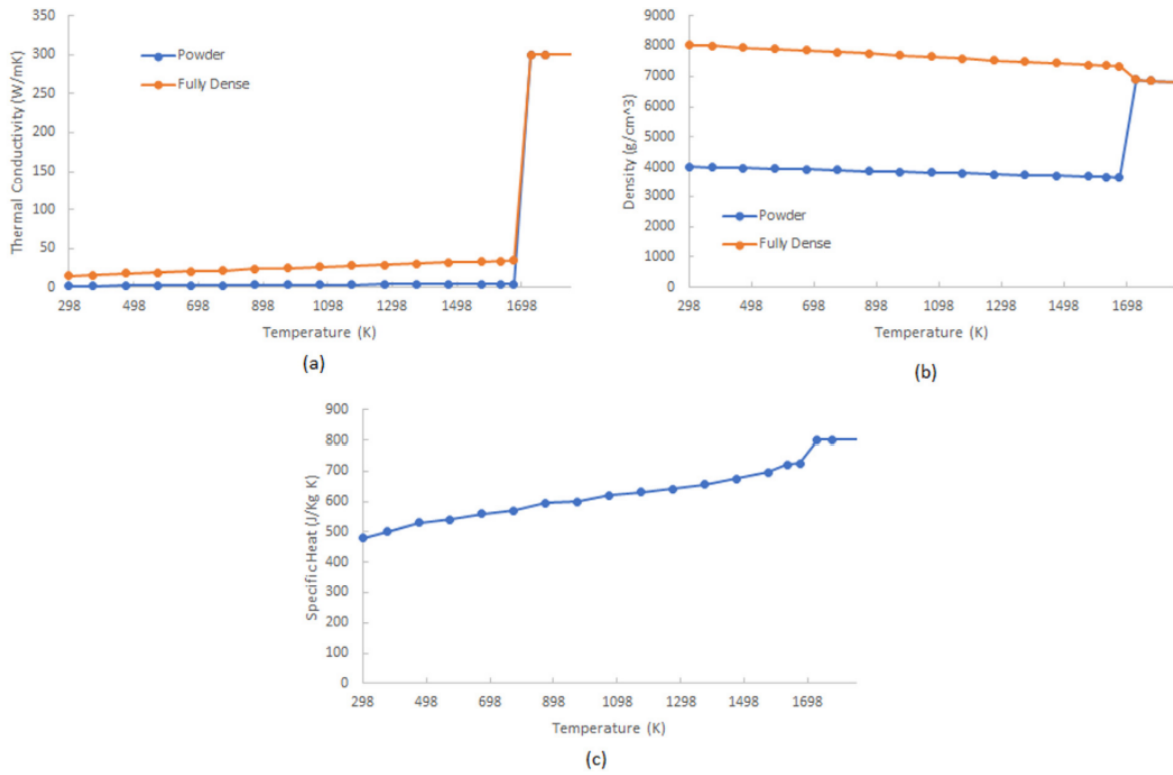 350
300
250
200
150
100
50
0
Thermal Conductivity (W/mK)
Powder
Fully Dense
298 498 698 898 1098 1298 1498 1698
Temperature (K)
(a)
9000
8000
7000
6000
5000
4000
3000
2000
1000
0
Density (g/cm^3)
Powder
Fully Dense
298 498 698 898 1098 1298 1498 1698
Temperature (K)
(b)
900
800
700
600
500
400
300
200
100
0
Specific Heat (J/Kg K)
298 498 698 898 1098 1298 1498 1698
Temperature (K)
(c)